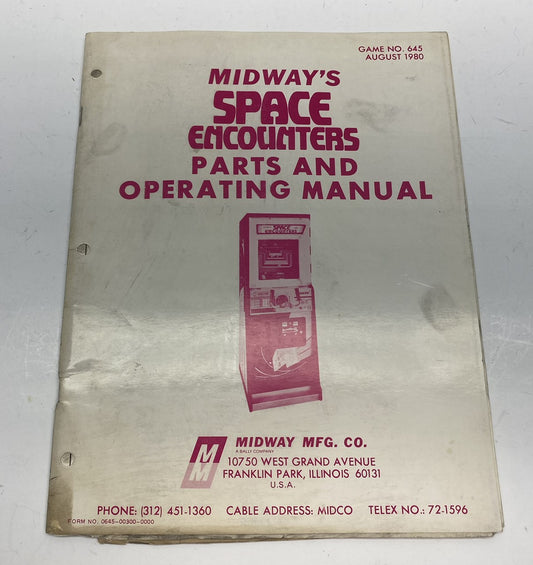 GAME NO. 645
AUGUST 1980
MIDWAY'S
SPACE
ENCOUNTERS
PARTS AND
OPERATING MANUAL
SPACE
ENCOUNTERS
MM
MIDWAY MFG. CO.
A BALLY COMPANY
10750 WEST GRAND AVENUE
FRANKLIN PARK, ILLINOIS 60131
U.S.A.
PHONE: (312) 451-1360 CABLE ADDRESS: MIDCO TELEX NO.: 72-1596
FORM NO. 0645-00300-0000